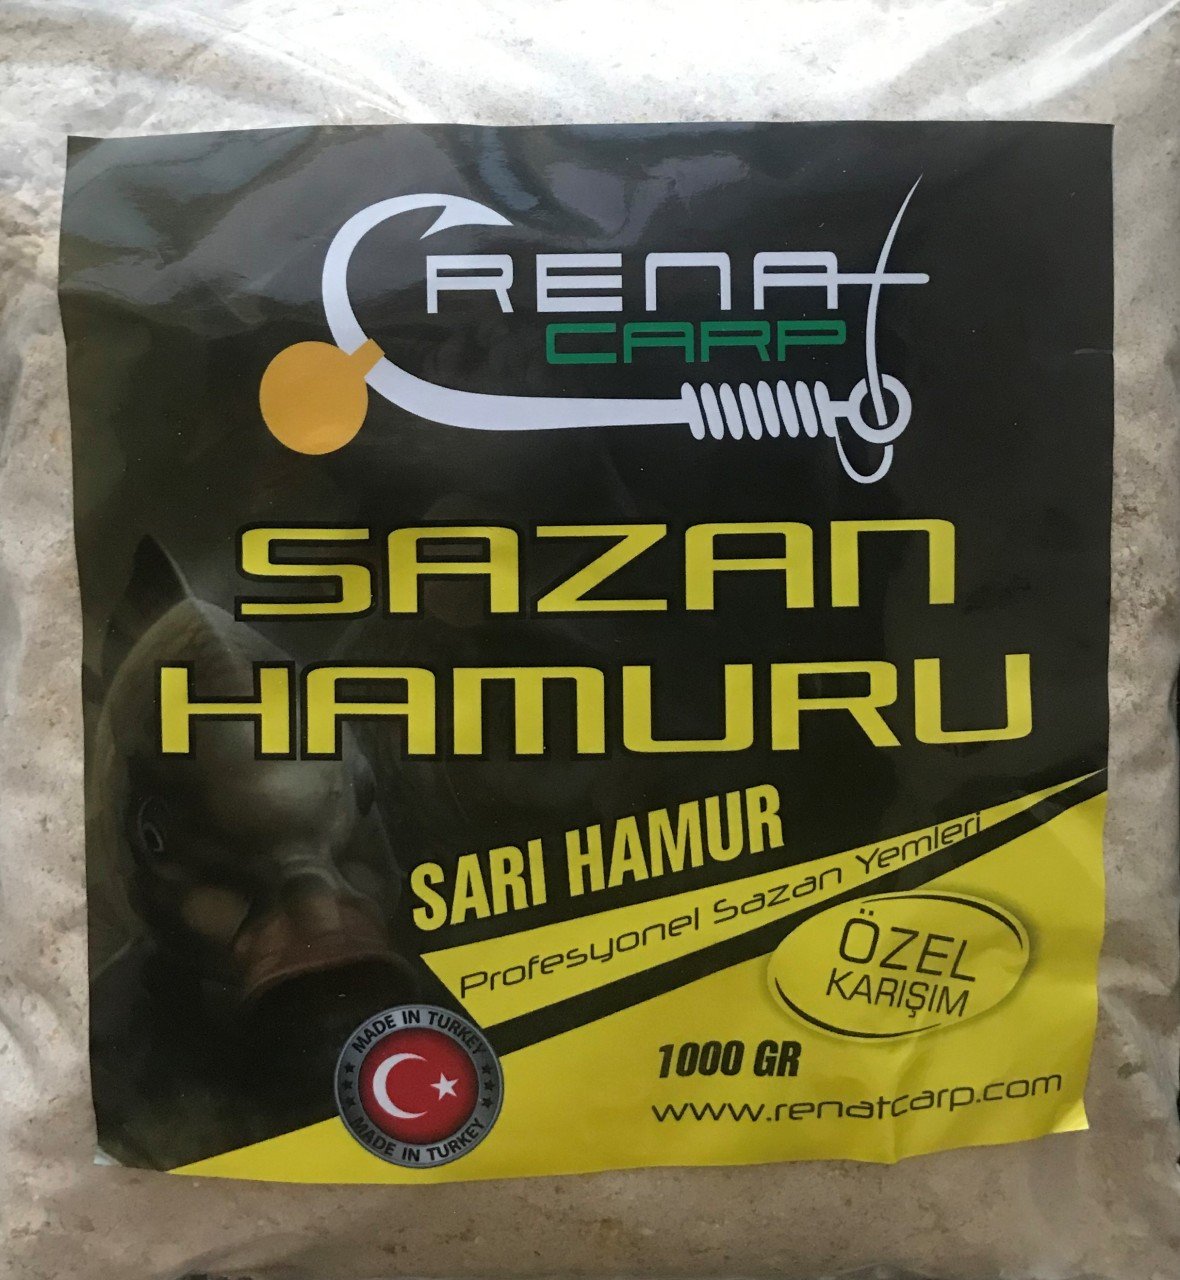 RENAT
CARP
SAZAN
HAMURU
SARI HAMUR
Profesyonel Sazan Yemleri
ÖZEL
KARIŞIM
1000 GR
www.renatcarp.com
MADE IN TURKEY
MADE IN TURKEY